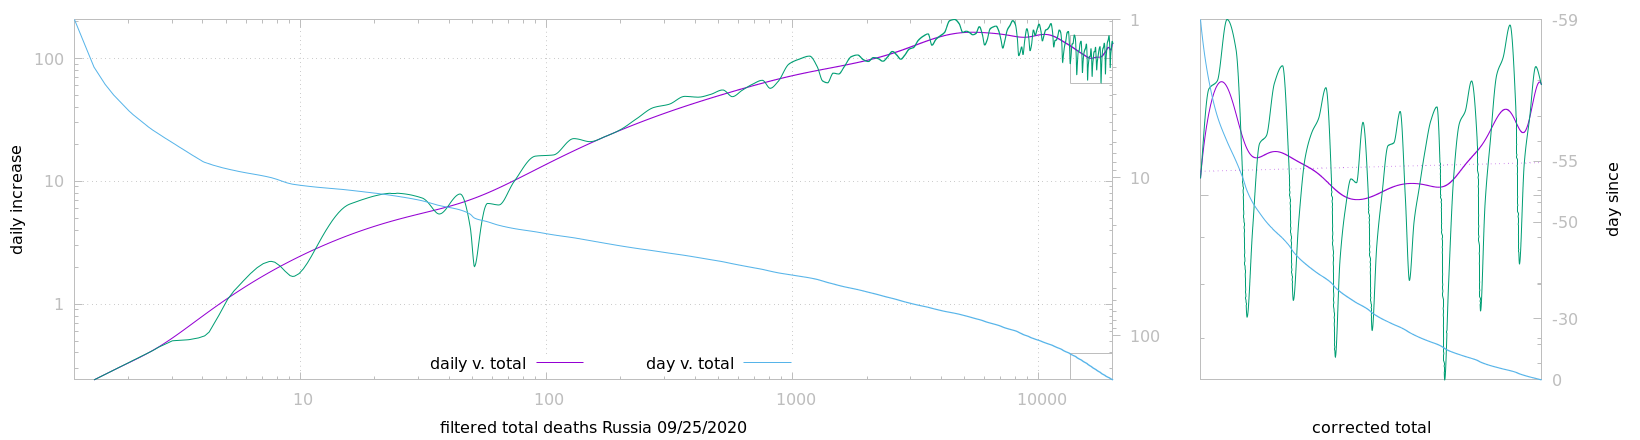 daily increase
100
10
1
10
100
1000
10000
1
10
100
daily v. total
day v. total
filtered total deaths Russia 09/25/2020
-59
-55
-50
-30
0
day since
corrected total